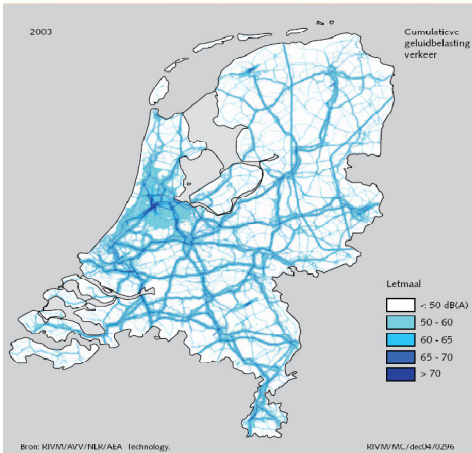 2003
Cumulatieve
geluidbelasting
verkeer
Letmaal
< 50 dB(A)
50 - 60
60 - 65
65 - 70
> 70
Bron: RIVM/AVV/NLR/AEA Technology.
RIVM/MC/dec04/0296